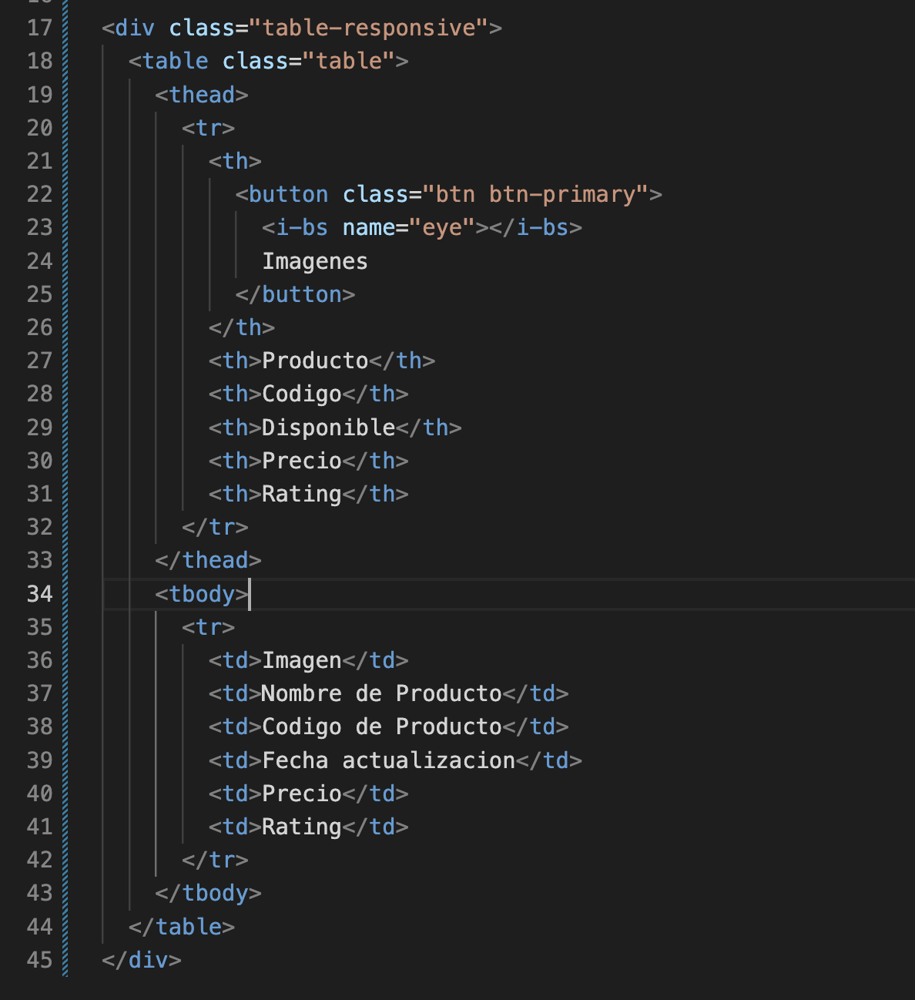 17 <div class="table-responsive">
18 <table class="table">
19 <thead>
20 <tr>
21 <th>
22 <button class="btn btn-primary">
23 <i-bs name="eye"></i-bs>
24 Imagenes
25 </button>
26 </th>
27 <th>Producto</th>
28 <th>Codigo</th>
29 <th>Disponible</th>
30 <th>Precio</th>
31 <th>Rating</th>
32 </tr>
33 </thead>
34 <tbody>
35 <tr>
36 <td>Imagen</td>
37 <td>Nombre de Producto</td>
38 <td>Codigo de Producto</td>
39 <td>Fecha actualizacion</td>
40 <td>Precio</td>
41 <td>Rating</td>
42 </tr>
43 </tbody>
44 </table>
45 </div>